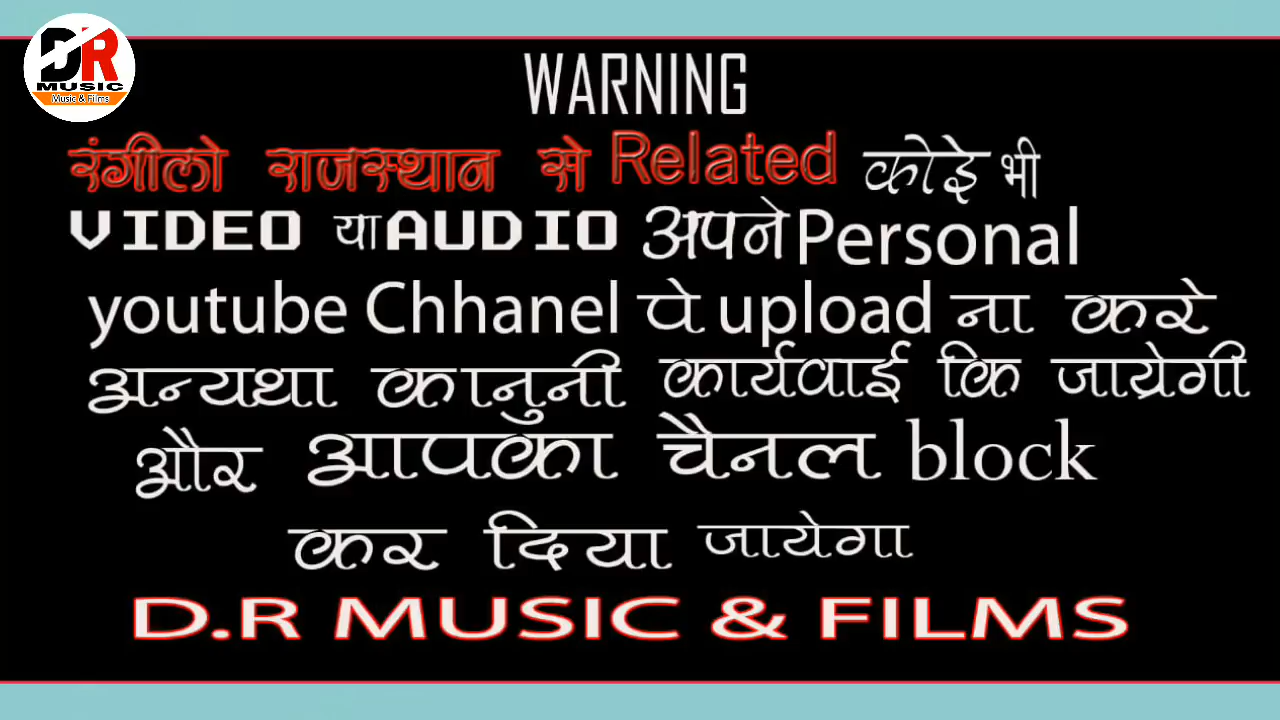 DR
MUSIC
Music & Films
WARNING
रंगीलो राजस्थान से Related कोई भी
VIDEO या AUDIO अपने Personal
youtube Chhanel पे upload ना करे
अन्यथा कानुनी कार्यवाई कि जायेगी
और आपका चैनल block
कर दिया जायेगा
D.R MUSIC & FILMS